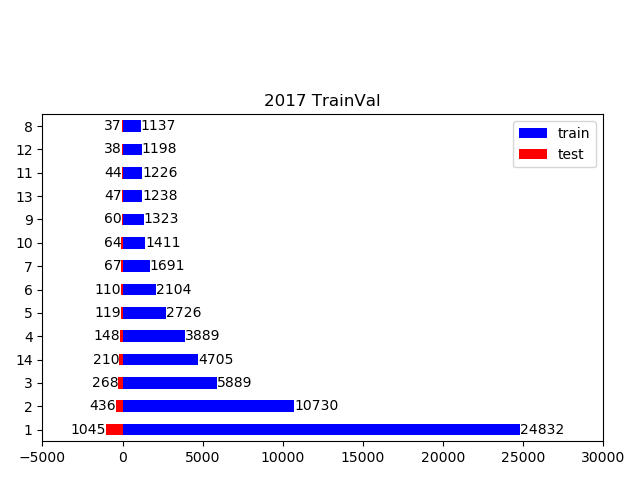 2017 TrainVal
train
test
8 37 1137
12 38 1198
11 44 1226
13 47 1238
9 60 1323
10 64 1411
7 67 1691
6 110 2104
5 119 2726
4 148 3889
14 210 4705
3 268 5889
2 436 10730
1 1045 24832
−5000 0 5000 10000 15000 20000 25000 30000